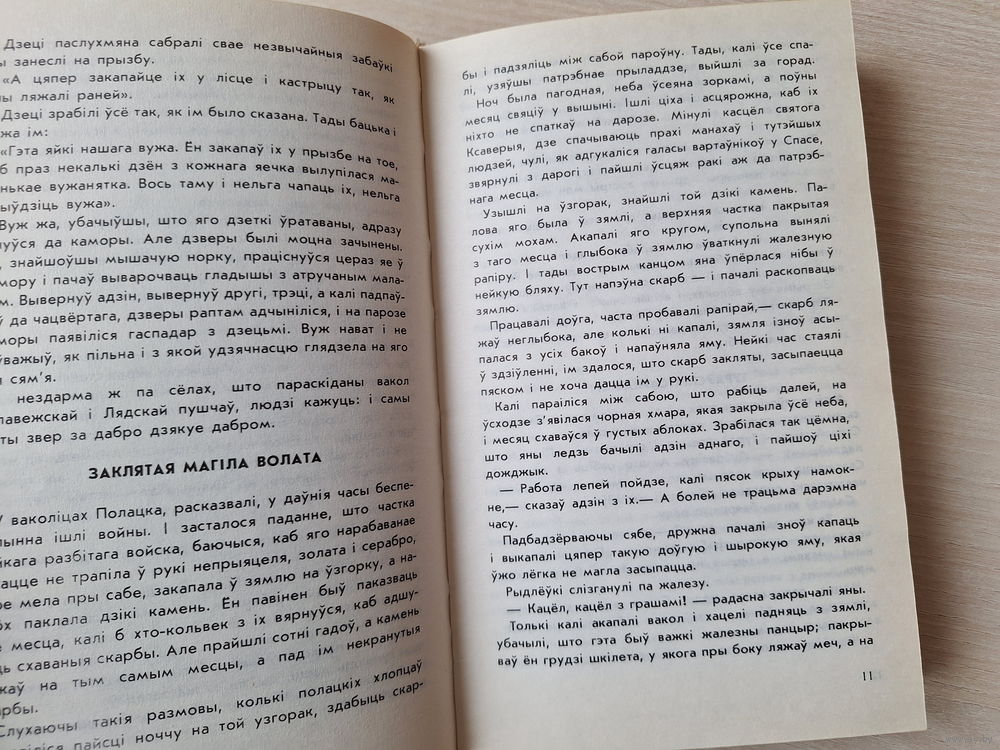 Дзеці паслухмяна сабралі свае незвычайныя забаўкі
ы занеслі на прызбу.
«А цяпер закапайце іх у лісце і кастрыцу так, як
ны ляжалі раней».
Дзеці зрабілі ўсё так, як ім было сказана. Тады бацька і
жа ім:
«Гэта яйкі нашага вужа. Ён закапаў іх у прызбе на тое,
б праз некалькі дзён з кожнага яечка вылупілася ма-
нькае вужанятка. Вось таму і нельга чапаць іх, нельга
ыўдзіць вужа».
Вуж жа, убачыўшы, што яго дзеткі ўратаваны, адразу
нуўся да каморы. Але дзверы былі моцна зачынены.
, знайшоўшы мышачую норку, праціснуўся цераз яе ў
мору і пачаў выварочваць гладышы з атручаным мала-
м. Вывернуў адзін, вывернуў другі, трэці, а калі падпаў-
ў да чацвёртага, дзверы раптам адчыніліся, і на парозе
моры паявіліся гаспадар з дзецьмі. Вуж нават і не
ўважыў, як пільна і з якой удзячнасцю глядзела на яго
я сям'я.
нездарма ж па сёлах, што параскіданы вакол
лавежскай і Лядскай пушчаў, людзі кажуць: і самы
ты звер за дабро дзякуе дабром.
ЗАКЛЯТАЯ МАГІЛА ВОЛАТА
У ваколіцах Полацка, расказвалі, у даўнія часы беспе-
пынна ішлі войны. І засталося паданне, што частка
йкага разбітага войска, баючыся, каб яго нарабаванае
ацце не трапіла ў рукі непрыяцеля, золата і серабро,
ое мела пры сабе, закапала ў зямлю на ўзгорку, а на-
рх паклала дзікі камень. Ён павінен быў паказваць
е месца, калі б хто-кольвек з іх вярнуўся, каб адшу-
ць схаваныя скарбы. Але прайшлі сотні гадоў, а камень
жаў на тым самым месцы, а пад ім некранутыя
рбы.
Слухаючы такія размовы, колькі полацкіх хлопцаў
іліся пайсці ноччу на той узгорак, здабыць скар-
бы і падзяліць між сабой пароўну. Тады, калі ўсе спа-
лі, узяўшы патрэбнае прыладдзе, выйшлі за горад.
Ноч была пагодная, неба ўсеяна зоркамі, а поўны
месяц свяціў у вышыні. Ішлі ціха і асцярожна, каб іх
ніхто не спаткаў на дарозе. Мінулі касцёл святога
Ксаверыя, дзе спачываюць прахі манахаў і тутэйшых
людзей, чулі, як адгукаліся галасы вартаўнікоў у Спасе,
звярнулі з дарогі і пайшлі ўсцяж ракі аж да патрэб-
нага месца.
Узышлі на ўзгорак, знайшлі той дзікі камень. Па-
лова яго была ў зямлі, а верхняя частка пакрытая
сухім мохам. Акапалі яго кругом, супольна вынялі
з таго месца і глыбока ў зямлю ўваткнулі жалезную
рапіру. І тады вострым канцом яна ўпёрлася нібы ў
нейкую бляху. Тут напэўна скарб — і пачалі раскопваць
зямлю.
Працавалі доўга, часта пробавалі рапірай,— скарб ля-
жаў неглыбока, але колькі ні капалі, зямля ізноў асы-
палася з усіх бакоў і напаўняла яму. Нейкі час стаялі
ў здзіўленні, ім здалося, што скарб закляты, засыпаецца
пяском і не хоча дацца ім у рукі.
Калі параіліся між сабою, што рабіць далей, на
ўсходзе з'явілася чорная хмара, якая закрыла ўсё неба,
і месяц схаваўся ў густых аблоках. Зрабілася так цёмна,
што яны ледзь бачылі адзін аднаго, і пайшоў ціхі
дожджык.
— Работа лепей пойдзе, калі пясок крыху намок-
не,— сказаў адзін з іх.— А болей не трацьма дарэмна
часу.
Падбадзёрваючы сябе, дружна пачалі зноў капаць
і выкапалі цяпер такую доўгую і шырокую яму, якая
ўжо лёгка не магла засыпацца.
Рыдлёўкі слізганулі па жалезу.
— Кацёл, кацёл з грашамі! — радасна закрычалі яны.
Толькі калі акапалі вакол і хацелі падняць з зямлі,
убачылі, што гэта быў важкі жалезны панцыр; пакры-
ваў ён грудзі шкілета, у якога пры боку ляжаў меч, а на
11